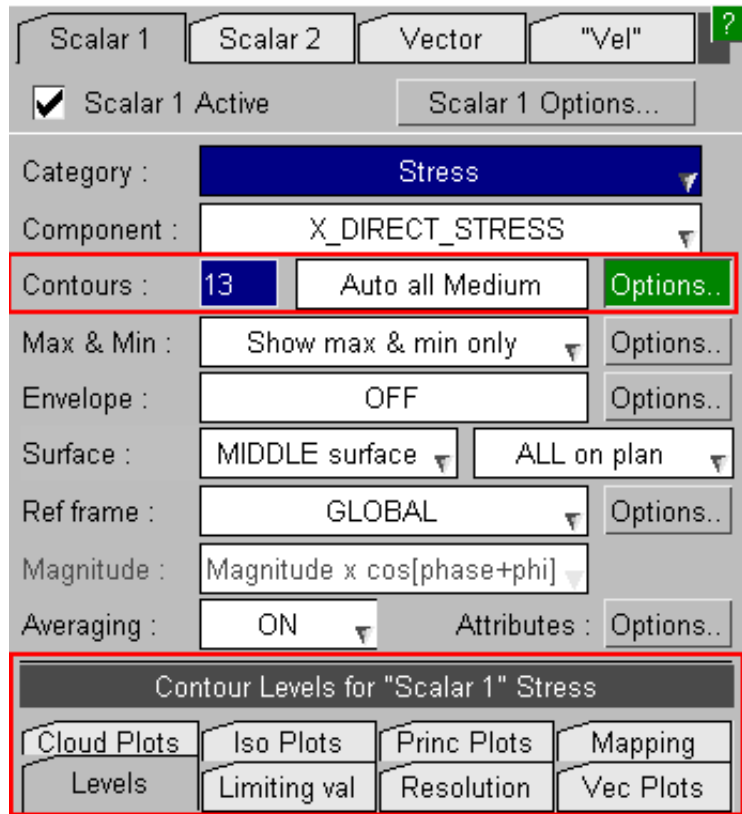 Scalar 1 Scalar 2 Vector "Vel" ?
Scalar 1 Active Scalar 1 Options...
Category : Stress
Component : X_DIRECT_STRESS
Contours : 13 Auto all Medium Options..
Max & Min : Show max & min only Options..
Envelope : OFF Options..
Surface : MIDDLE surface ALL on plan
Ref frame : GLOBAL Options..
Magnitude : Magnitude x cos[phase+phi]
Averaging : ON Attributes : Options..
Contour Levels for "Scalar 1" Stress
Cloud Plots Iso Plots Princ Plots Mapping
Levels Limiting val Resolution Vec Plots